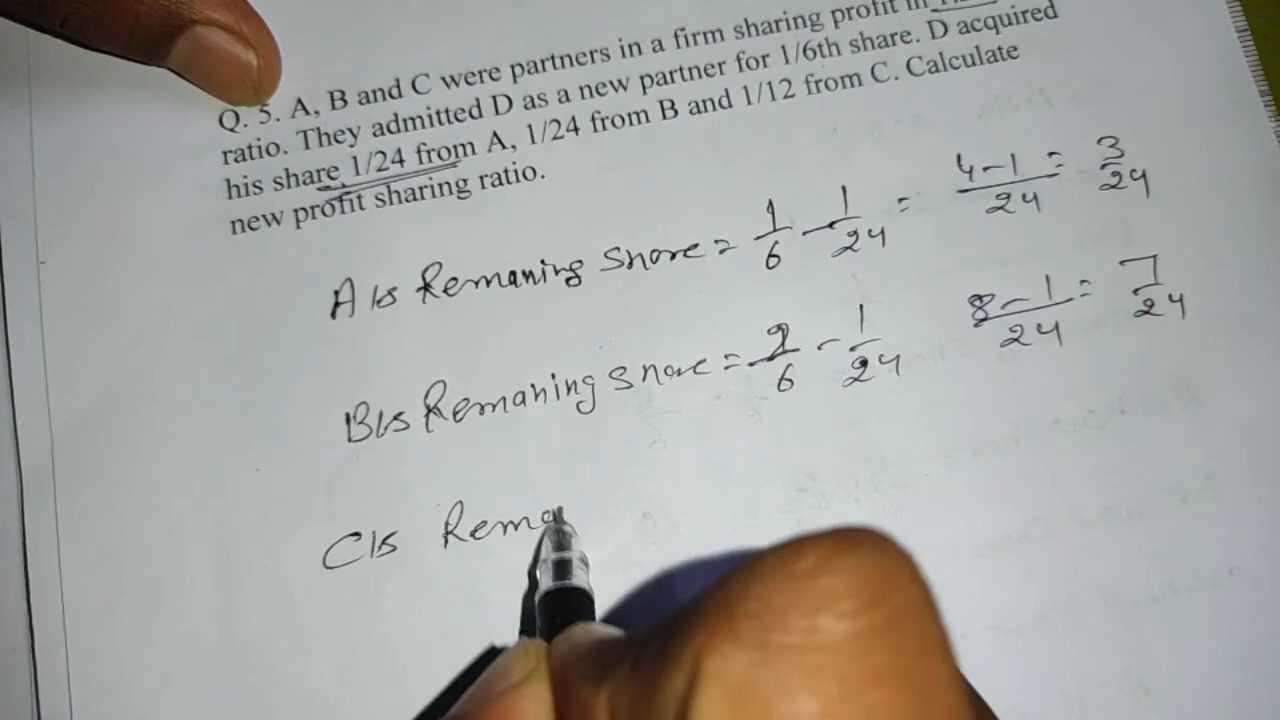 Q. 5. A, B and C were partners in a firm sharing profit in
ratio. They admitted D as a new partner for 1/6th share. D acquired
his share 1/24 from A, 1/24 from B and 1/12 from C. Calculate
new profit sharing ratio.
A's Remaning Share = 1/6 - 1/24 = 4-1/24 = 3/24
B's Remaning Share = 2/6 - 1/24 8-1/24 = 7/24
C's Rema